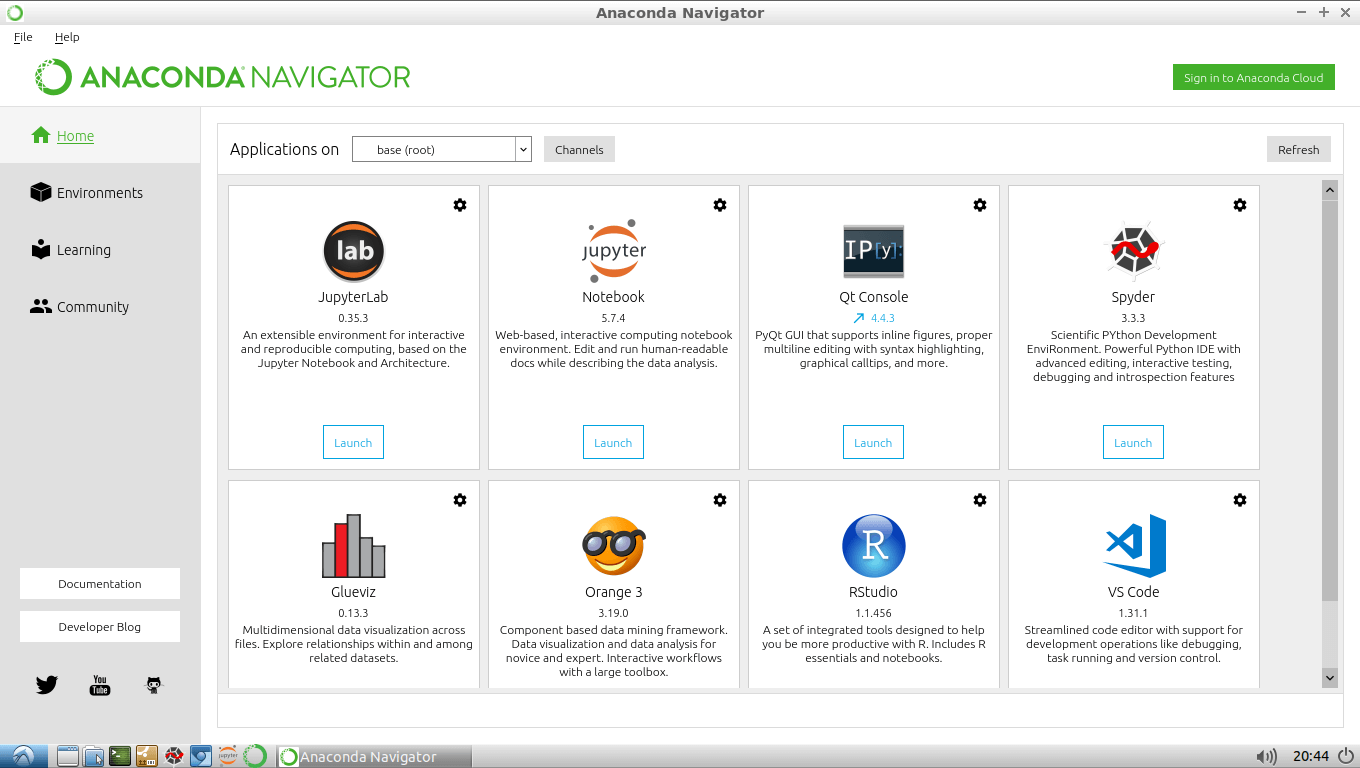 Anaconda Navigator
File Help
ANACONDA NAVIGATOR
Sign in to Anaconda Cloud
Home
Environments
Learning
Community
Documentation
Developer Blog
You
Tube
Applications on base (root) Channels Refresh
lab
JupyterLab
0.35.3
An extensible environment for interactive
and reproducible computing, based on the
Jupyter Notebook and Architecture.
Launch
jupyter
Notebook
5.7.4
Web-based, interactive computing notebook
environment. Edit and run human-readable
docs while describing the data analysis.
Launch
IP[y]:
Qt Console
4.4.3
PyQt GUI that supports inline figures, proper
multiline editing with syntax highlighting,
graphical calltips, and more.
Launch
Spyder
3.3.3
Scientific PYthon Development
EnviRonment. Powerful Python IDE with
advanced editing, interactive testing,
debugging and introspection features
Launch
Glueviz
0.13.3
Multidimensional data visualization across
files. Explore relationships within and among
related datasets.
Orange 3
3.19.0
Component based data mining framework.
Data visualization and data analysis for
novice and expert. Interactive workflows
with a large toolbox.
R
RStudio
1.1.456
A set of integrated tools designed to help
you be more productive with R. Includes R
essentials and notebooks.
VS Code
1.31.1
Streamlined code editor with support for
development operations like debugging,
task running and version control.
jupyter
Anaconda Navigator
20:44